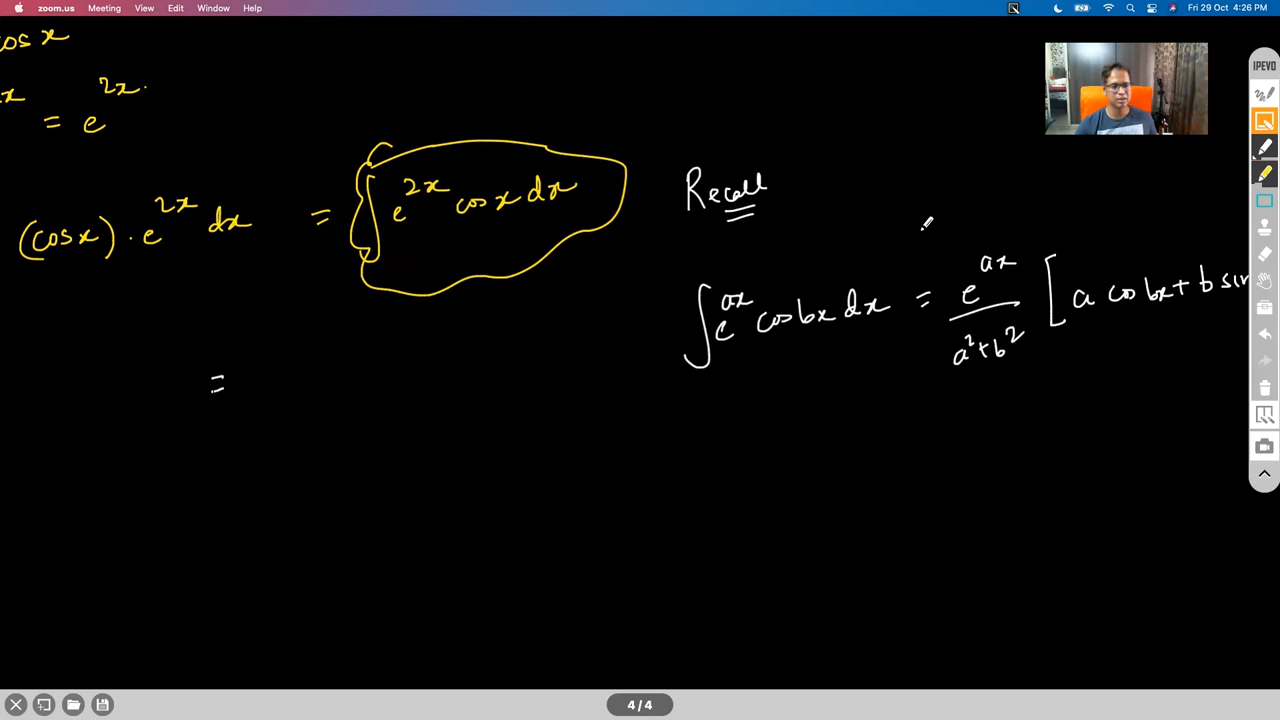 zoom.us Meeting View Edit Window Help Fri 29 Oct 4:26 PM
IPEVO
cos x
= e^{2x}.
(cos x) · e^{2x} dx = ∫ e^{2x} cos x dx
Recall
∫ e^{ax} cos bx dx = e^{ax} / (a² + b²) [ a cos bx + b sin
=
4 / 4